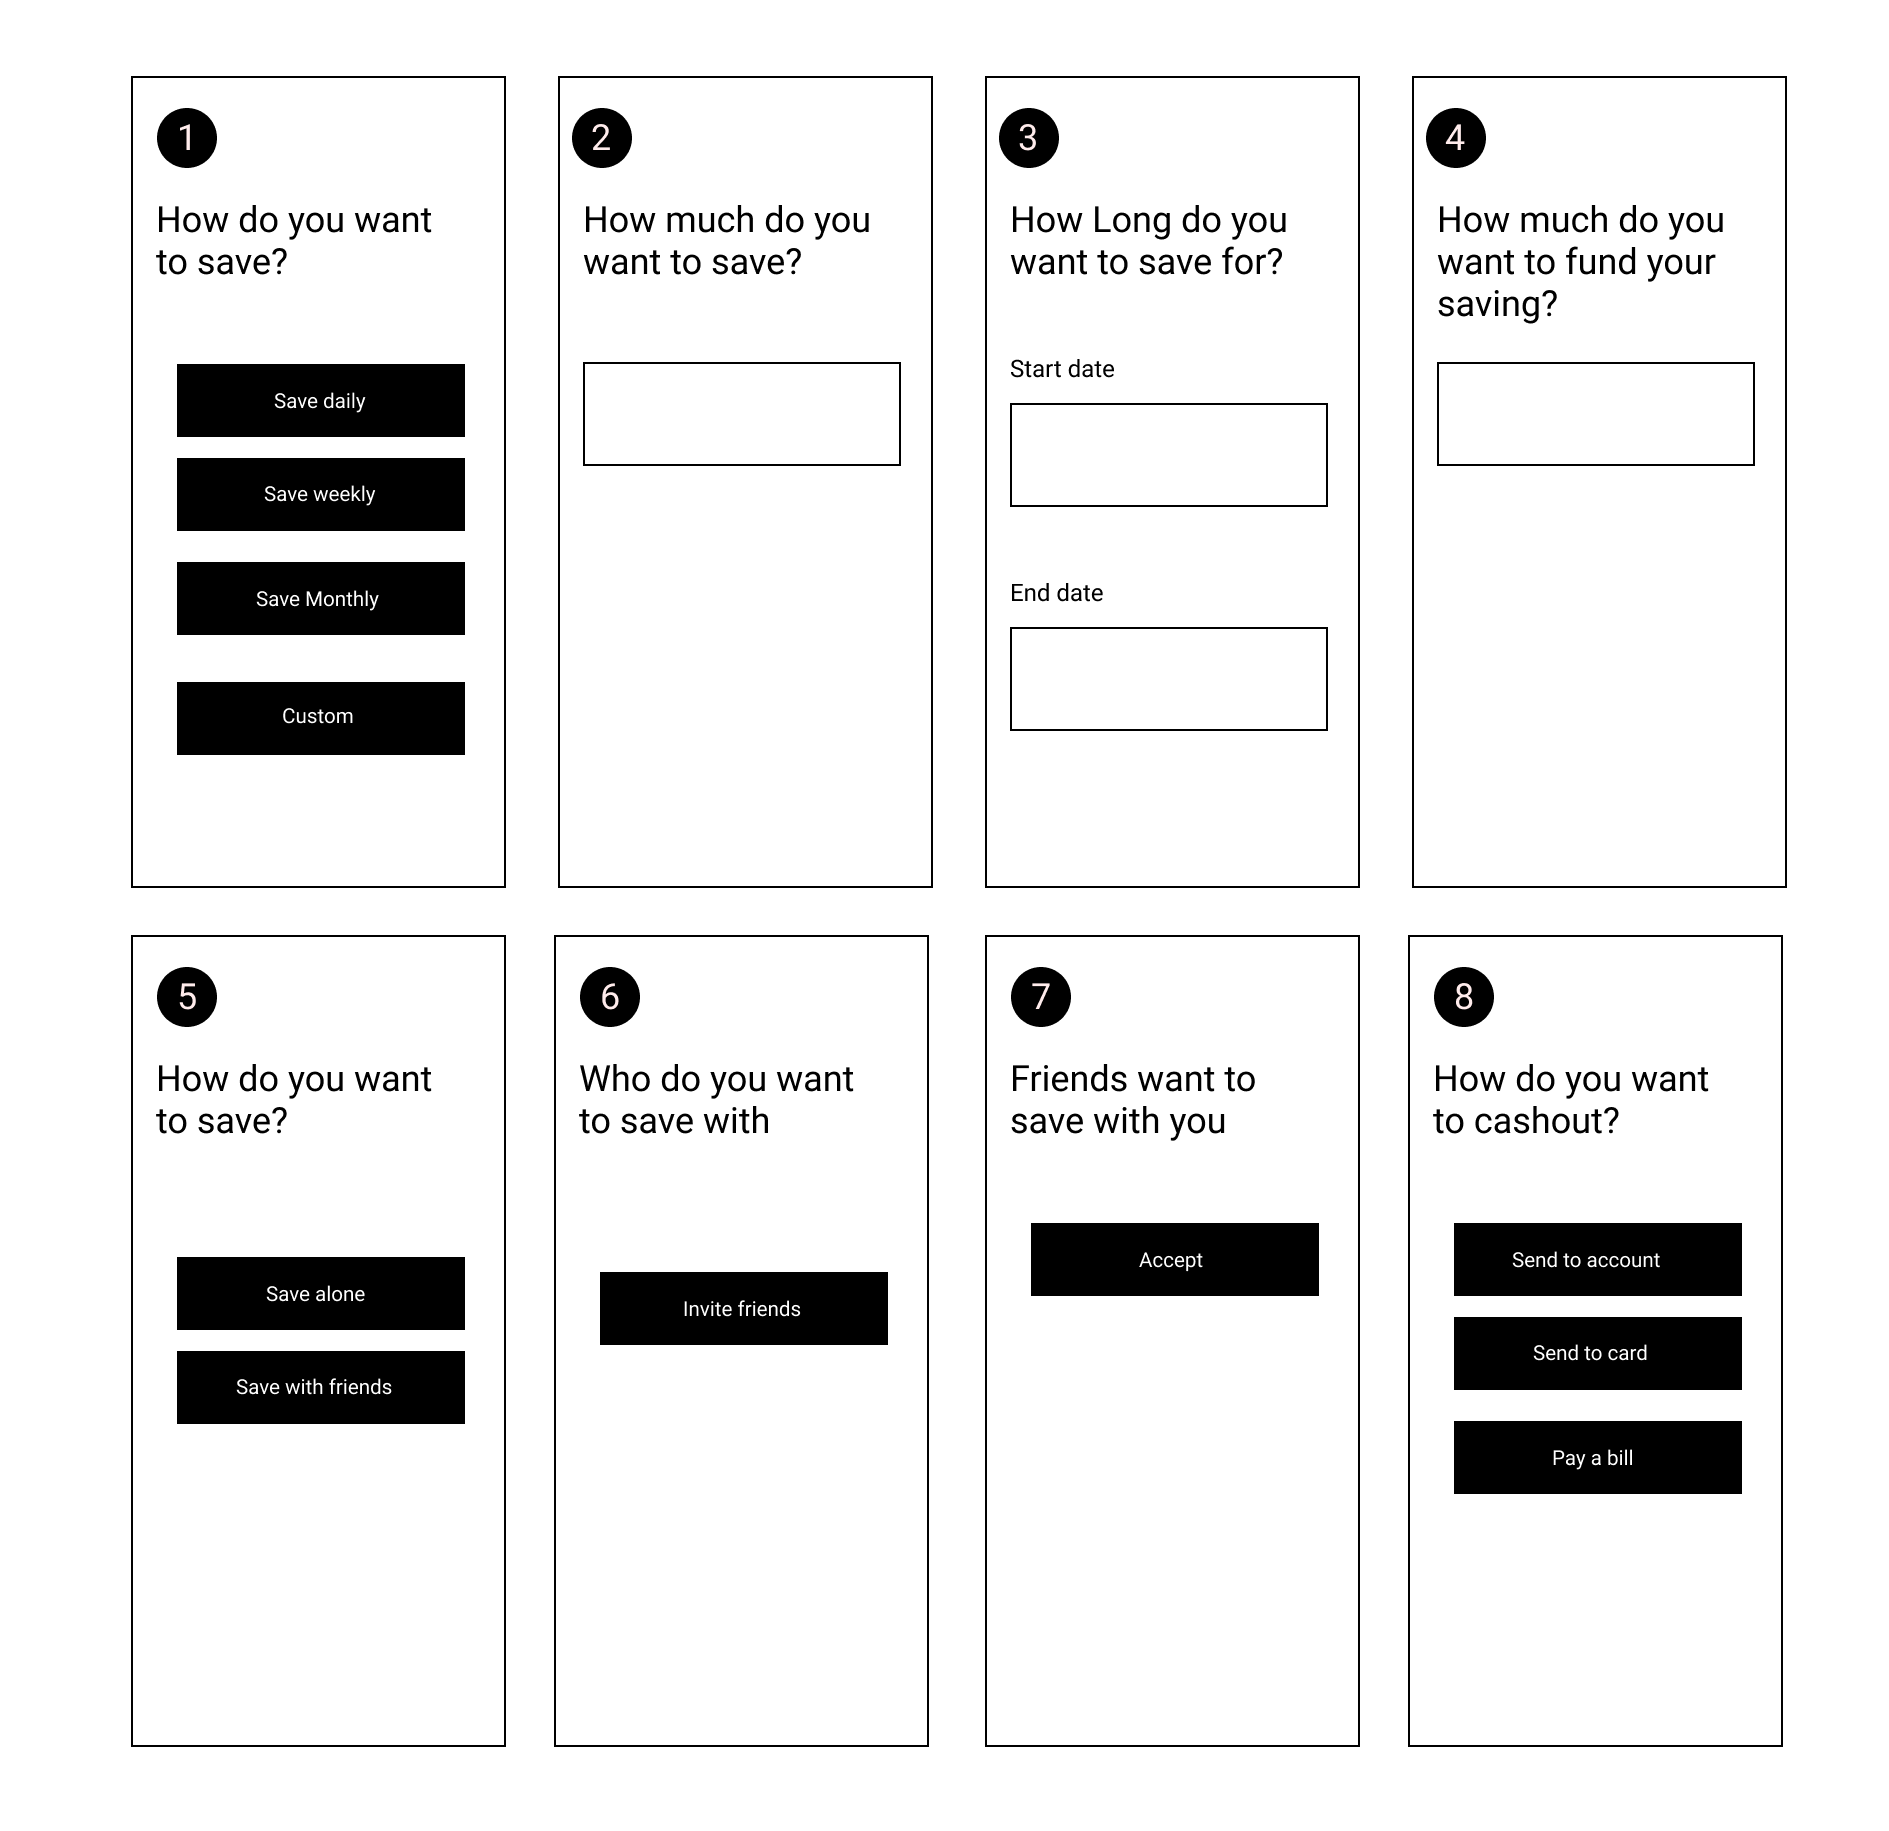 1
How do you want
to save?
Save daily
Save weekly
Save Monthly
Custom
2
How much do you
want to save?
3
How Long do you
want to save for?
Start date
End date
4
How much do you
want to fund your
saving?
5
How do you want
to save?
Save alone
Save with friends
6
Who do you want
to save with
Invite friends
7
Friends want to
save with you
Accept
8
How do you want
to cashout?
Send to account
Send to card
Pay a bill